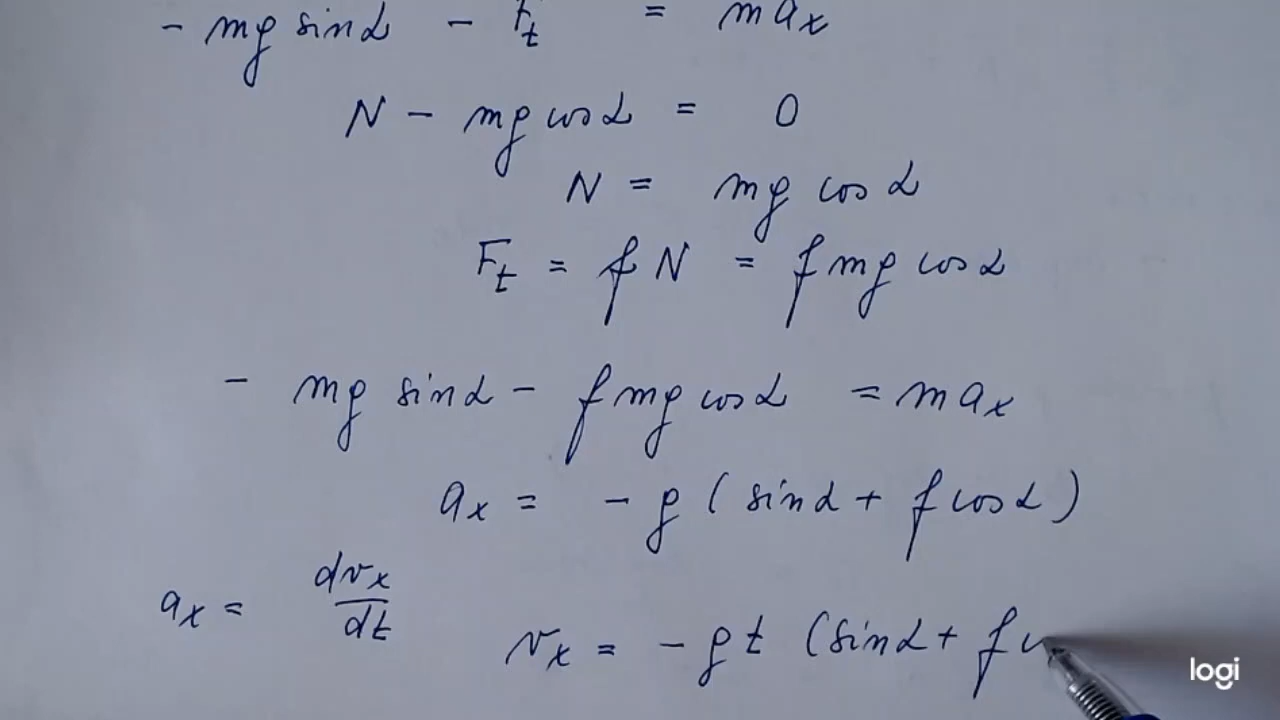 - mg sinα - Ft = max
N - mg cosα = 0
N = mg cosα
Ft = fN = fmg cosα
- mg sinα - fmg cosα = max
ax = -g (sinα + f cosα)
ax = dvx/dt
vx = -gt (sinα + f c
logi